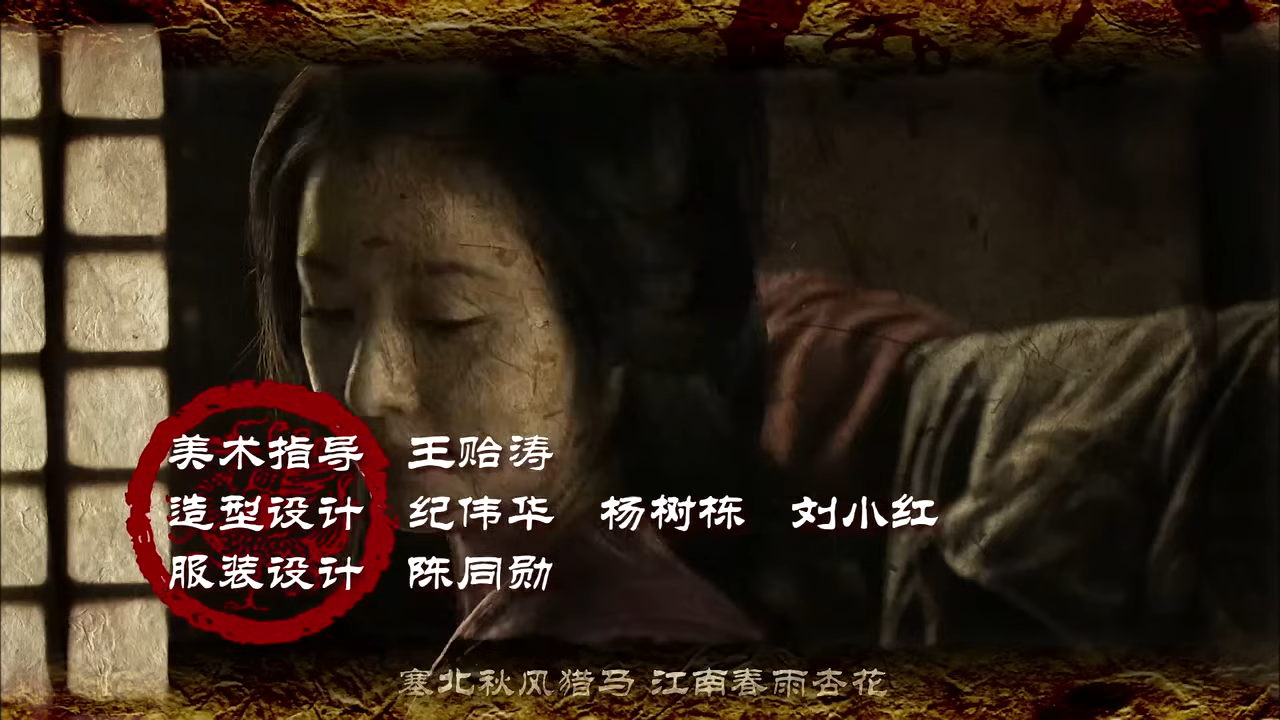 美术指导 王贻涛
造型设计 纪伟华 杨树栋 刘小红
服装设计 陈同勋
塞北秋风猎马 江南春雨杏花